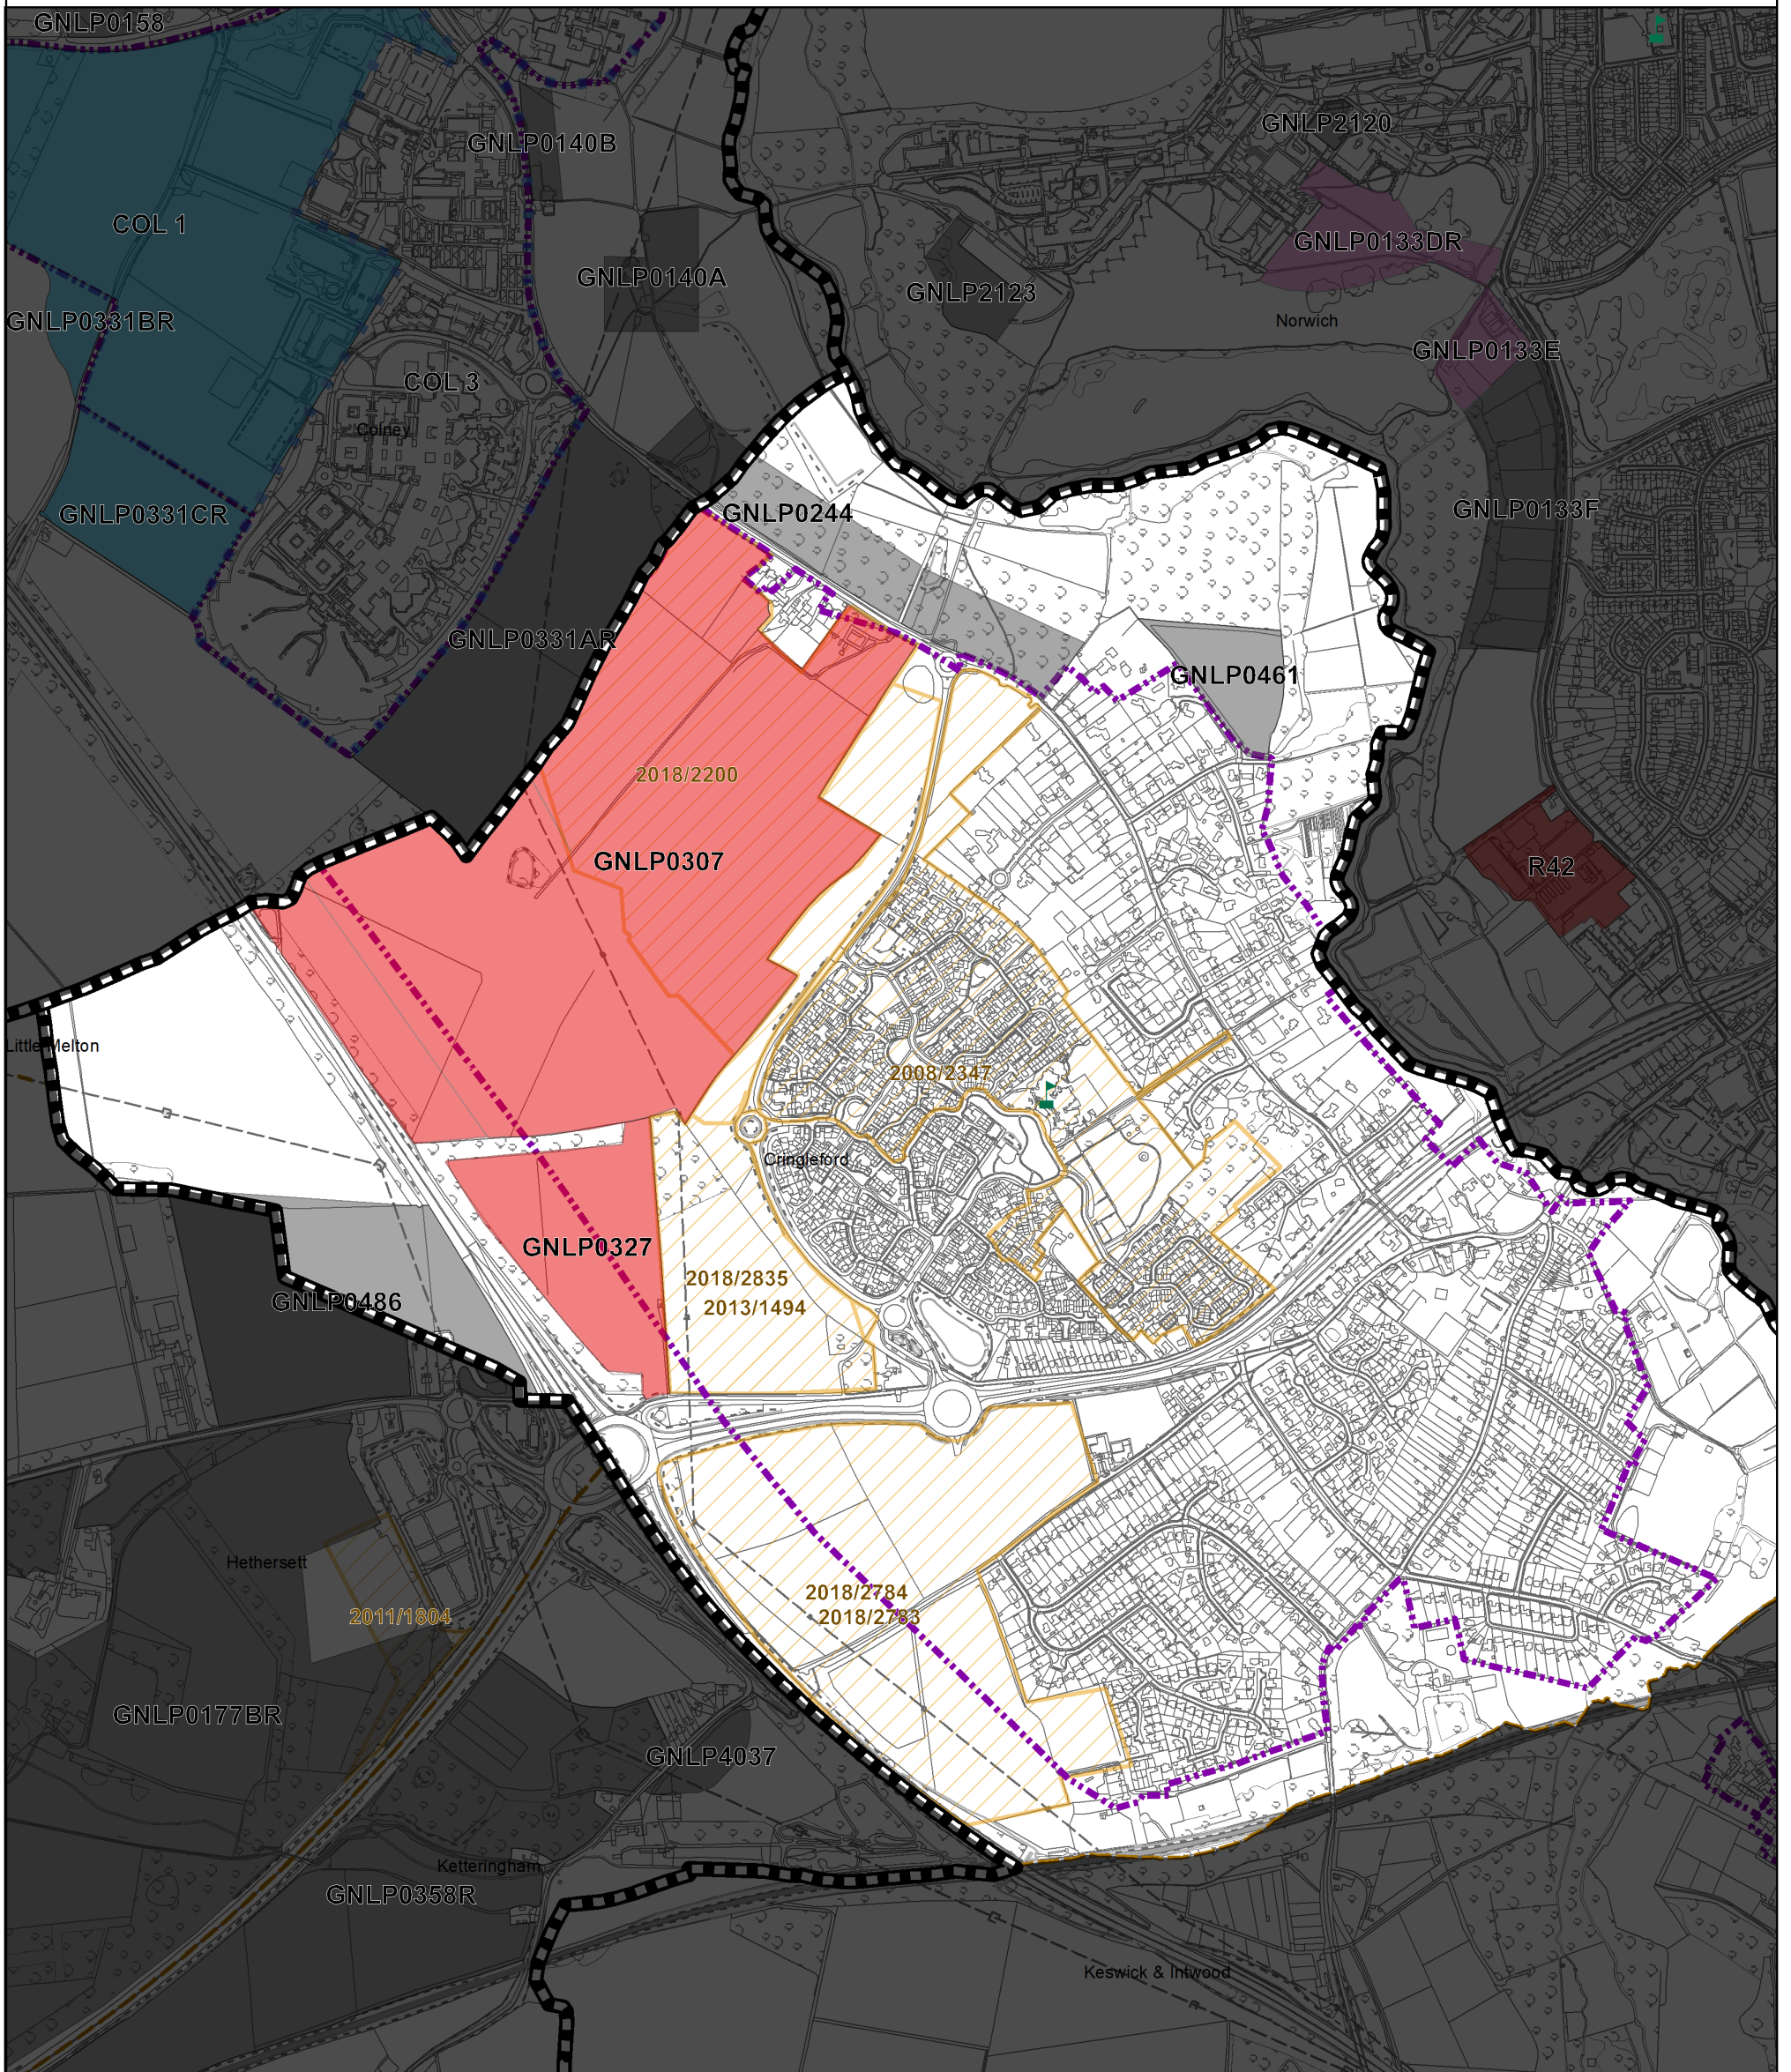 GNLP0158
GNLP2120
GNLP0140B
COL 1
GNLP0133DR
GNLP0140A
GNLP2123
GNLP0331BR
Norwich
GNLP0133E
COL 3
Colney
GNLP0331CR
GNLP0244
GNLP0133F
GNLP0331AR
GNLP0461
2018/2200
GNLP0307
R42
Little Melton
2008/2347
Cringleford
GNLP0327
2018/2835
2013/1494
GNLP0486
Hethersett
2018/2784
2018/2783
2011/1804
GNLP0177BR
GNLP4037
Ketteringham
GNLP0358R
Keswick & Intwood